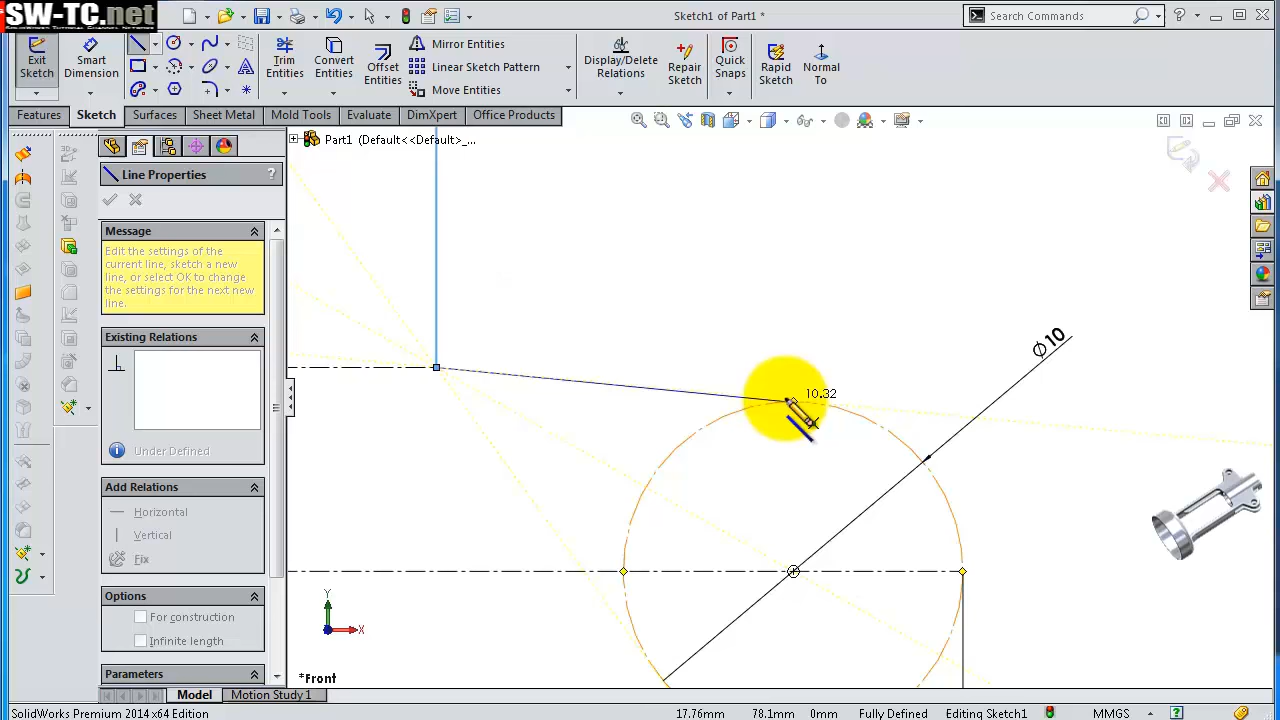 SW-TC.net
SolidWorks Tutorial Channel Networks
Sketch1 of Part1 *
Search Commands
Exit Sketch
Smart Dimension
Trim Entities
Convert Entities
Offset Entities
Mirror Entities
Linear Sketch Pattern
Move Entities
Display/Delete Relations
Repair Sketch
Quick Snaps
Rapid Sketch
Normal To
Features
Sketch
Surfaces
Sheet Metal
Mold Tools
Evaluate
DimXpert
Office Products
Part1 (Default<<Default>_...
Line Properties
?
Message
Edit the settings of the
current line, sketch a new
line, or select OK to change
the settings for the next new
line.
Existing Relations
Under Defined
Add Relations
Horizontal
Vertical
Fix
Options
For construction
Infinite length
Parameters
10.32
Ø10
Y
X
*Front
Model
Motion Study 1
SolidWorks Premium 2014 x64 Edition
17.76mm
78.1mm
0mm
Fully Defined
Editing Sketch1
MMGS